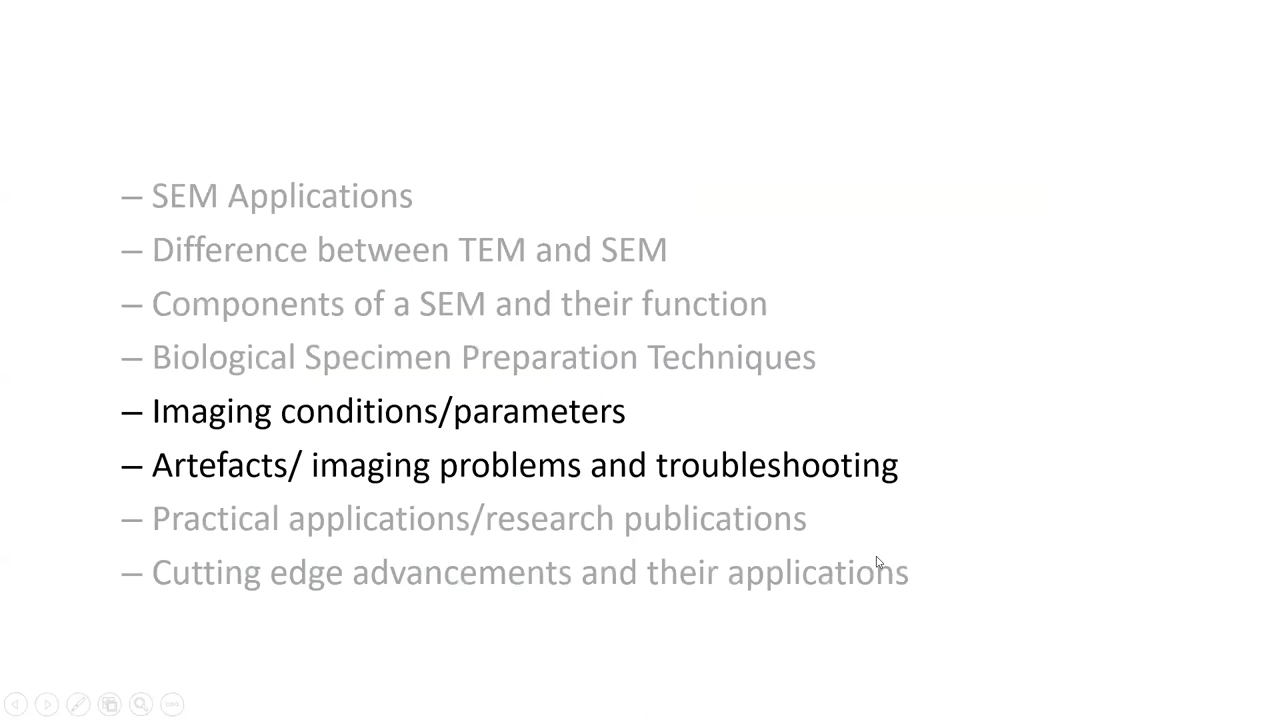 – SEM Applications
– Difference between TEM and SEM
– Components of a SEM and their function
– Biological Specimen Preparation Techniques
– Imaging conditions/parameters
– Artefacts/ imaging problems and troubleshooting
– Practical applications/research publications
– Cutting edge advancements and their applications